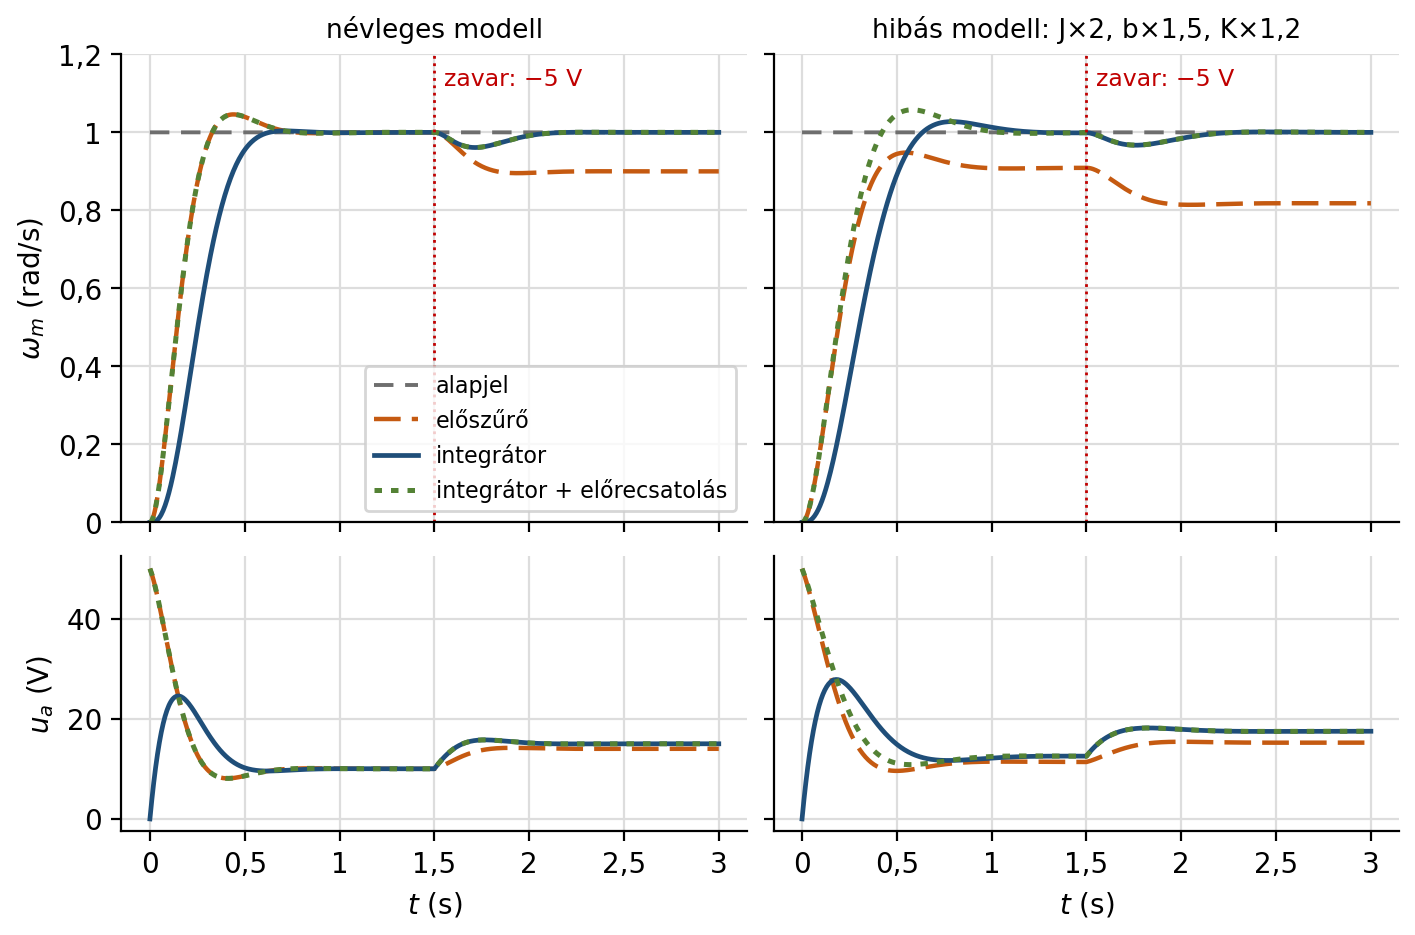 névleges modell
hibás modell: J×2, b×1,5, K×1,2
1,2
1
0,8
0,6
0,4
0,2
0
ωm (rad/s)
zavar: −5 V
zavar: −5 V
alapjel
előszűrő
integrátor
integrátor + előrecsatolás
40
20
0
ua (V)
0 0,5 1 1,5 2 2,5 3
0 0,5 1 1,5 2 2,5 3
t (s)
t (s)